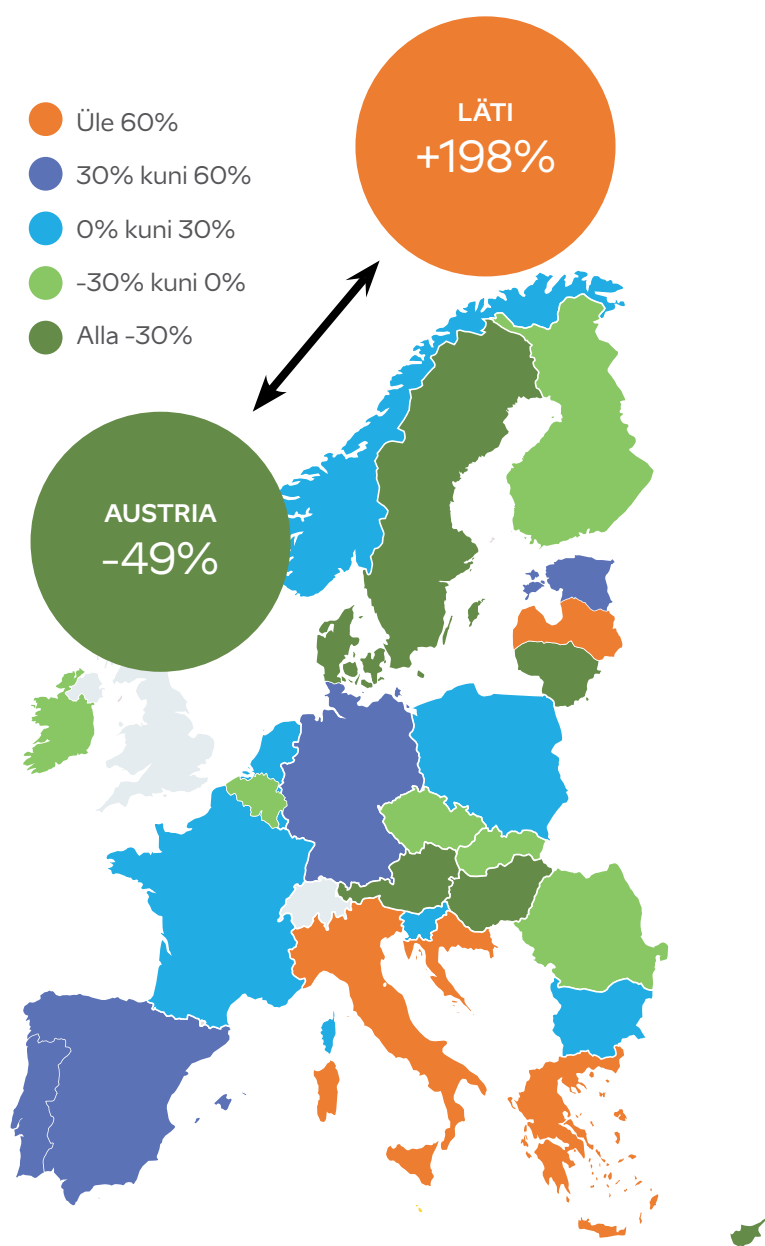 LÄTI
+198%
Üle 60%
30% kuni 60%
0% kuni 30%
-30% kuni 0%
Alla -30%
AUSTRIA
-49%